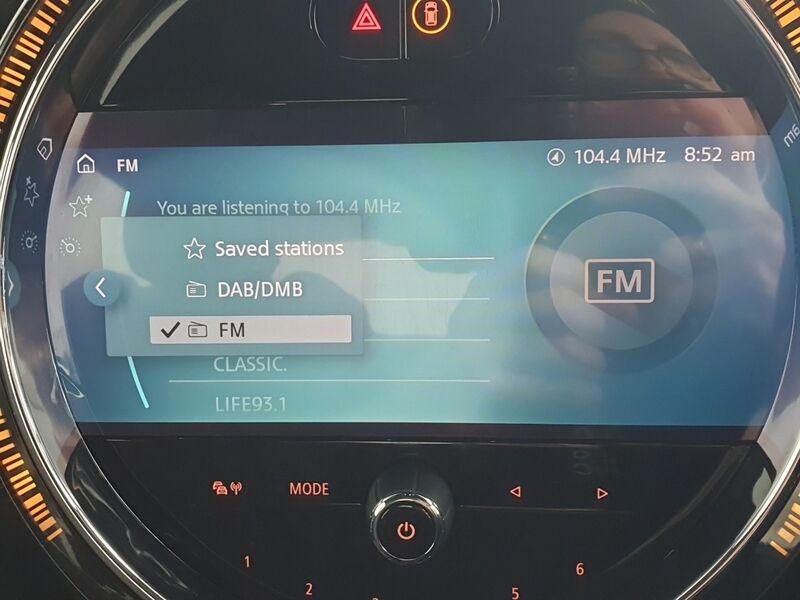 FM
104.4 MHz 8:52 am
You are listening to 104.4 MHz
Saved stations
DAB/DMB
FM
FM
CLASSIC.
LIFE93.1
MODE
1
2
5
6